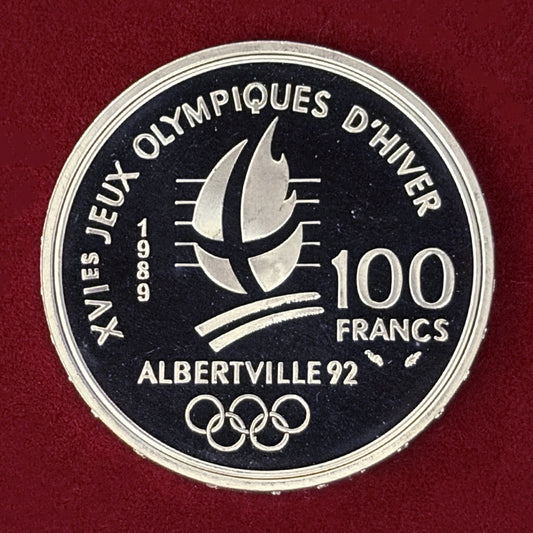 XVIES JEUX OLYMPIQUES D'HIVER
1989
100
FRANCS
ALBERTVILLE 92